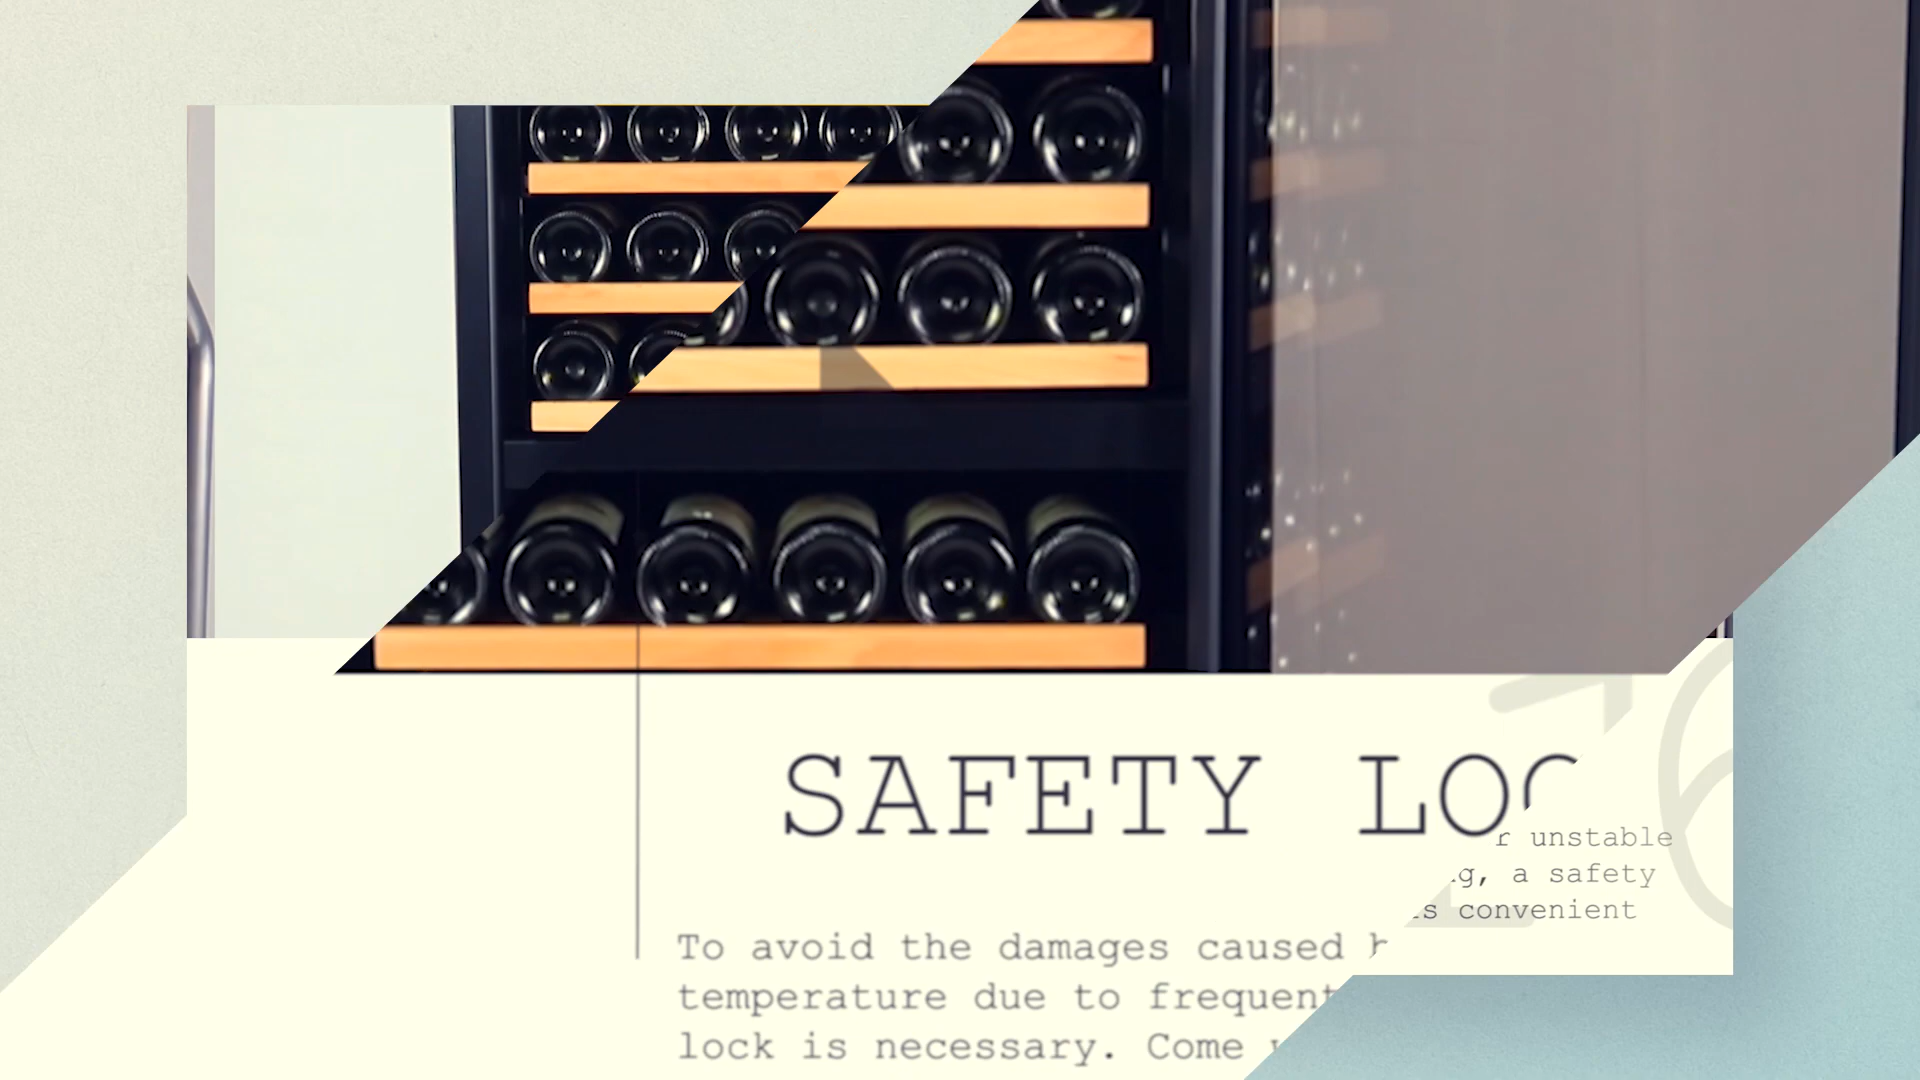 SAFETY LOC
r unstable
g, a safety
s convenient
To avoid the damages caused
temperature due to frequent
lock is necessary. Come